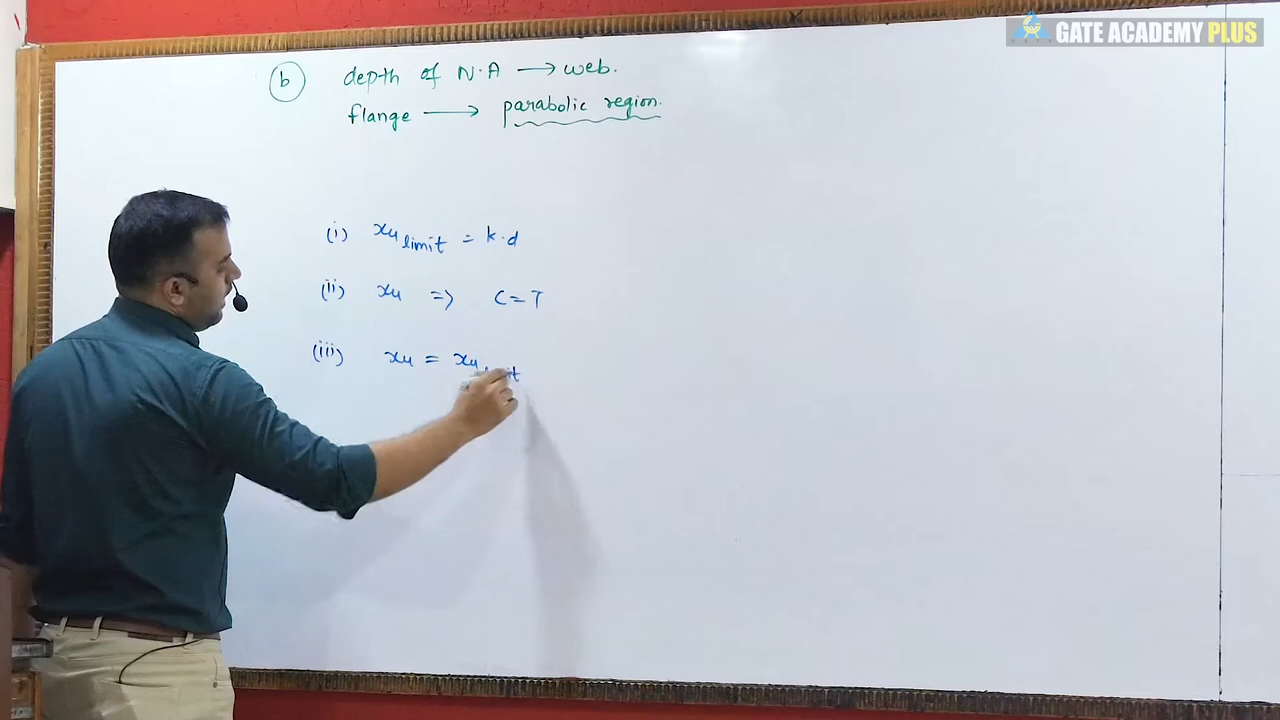 GATE ACADEMY PLUS
(b) depth of N.A → web.
flange → parabolic region.
(i) xu limit = k.d
(ii) xu => C = T
(iii) xu = xu